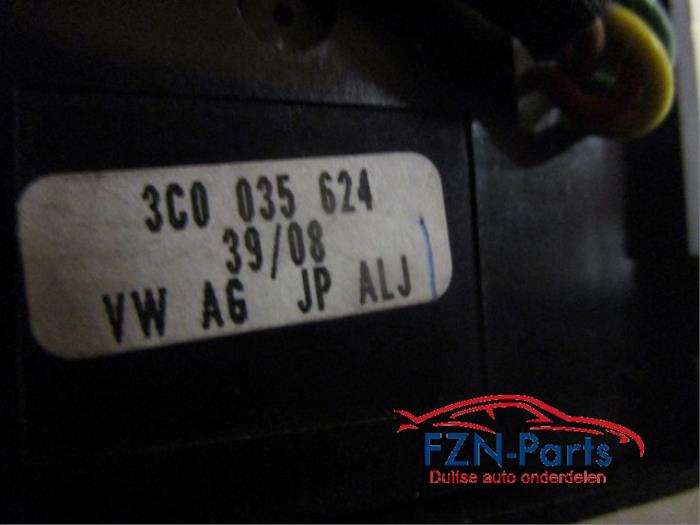 3C0 035 624
39/08
VW AG JP ALJ
FZN-Parts
Duitse auto onderdelen